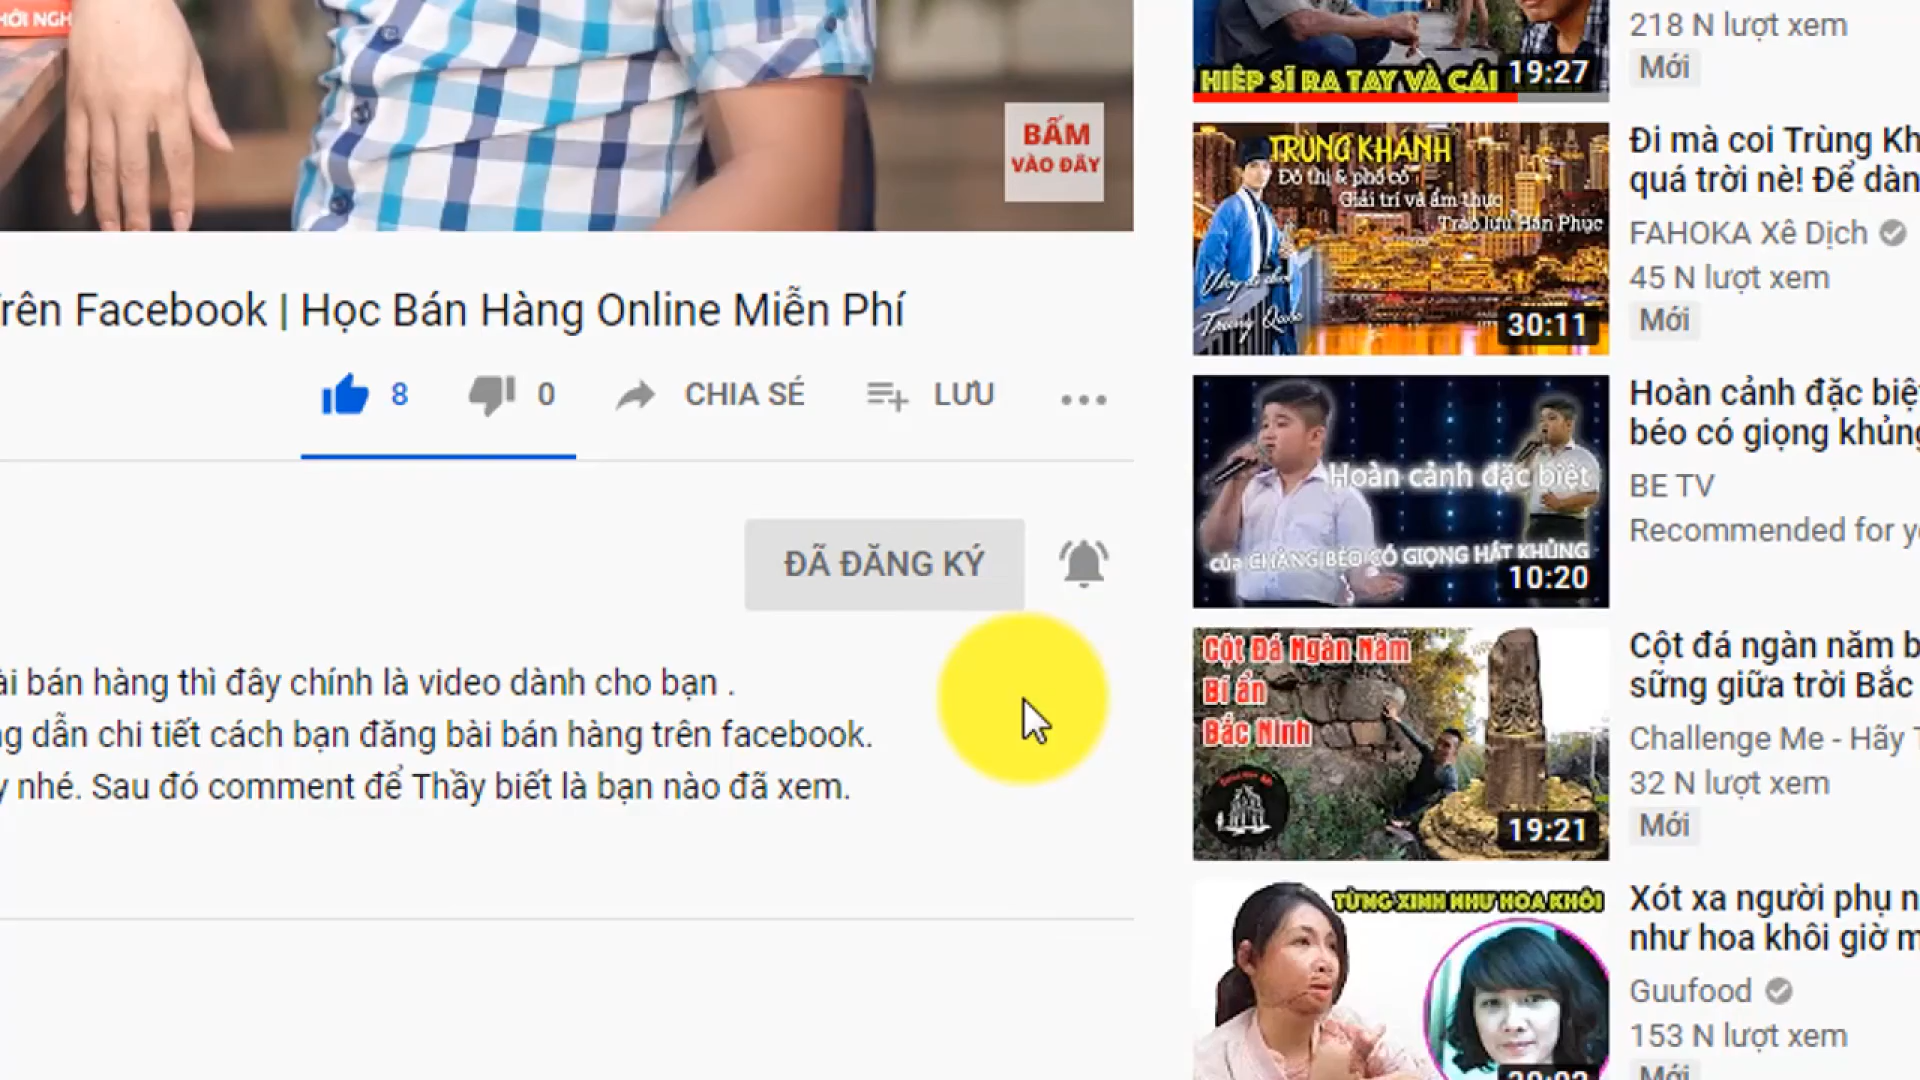 BẤM
VÀO ĐÂY
rên Facebook | Học Bán Hàng Online Miễn Phí
8
0
CHIA SẺ
LƯU
ĐÃ ĐĂNG KÝ
ài bán hàng thì đây chính là video dành cho bạn .
ng dẫn chi tiết cách bạn đăng bài bán hàng trên facebook.
y nhé. Sau đó comment để Thầy biết là bạn nào đã xem.
HIỆP SĨ RA TAY VÀ CÁI
19:27
218 N lượt xem
Mới
TRÙNG KHÁNH
Đô thị & phố cổ
Giải trí và ẩm thực
Trào lưu Hán Phục
Trung Quốc
30:11
Đi mà coi Trùng Kh
quá trời nè! Để dàn
FAHOKA Xê Dịch
45 N lượt xem
Mới
Hoàn cảnh đặc biệt
của CHÀNG BÉO CÓ GIỌNG HÁT KHỦNG
10:20
Hoàn cảnh đặc biệ
béo có giọng khủng
BE TV
Recommended for yo
Cột Đá Ngàn Năm
Bí ẩn
Bắc Ninh
19:21
Cột đá ngàn năm b
sững giữa trời Bắc
Challenge Me - Hãy T
32 N lượt xem
Mới
TỪNG XINH NHƯ HOA KHÔI
Xót xa người phụ n
như hoa khôi giờ m
Guufood
153 N lượt xem
Mới